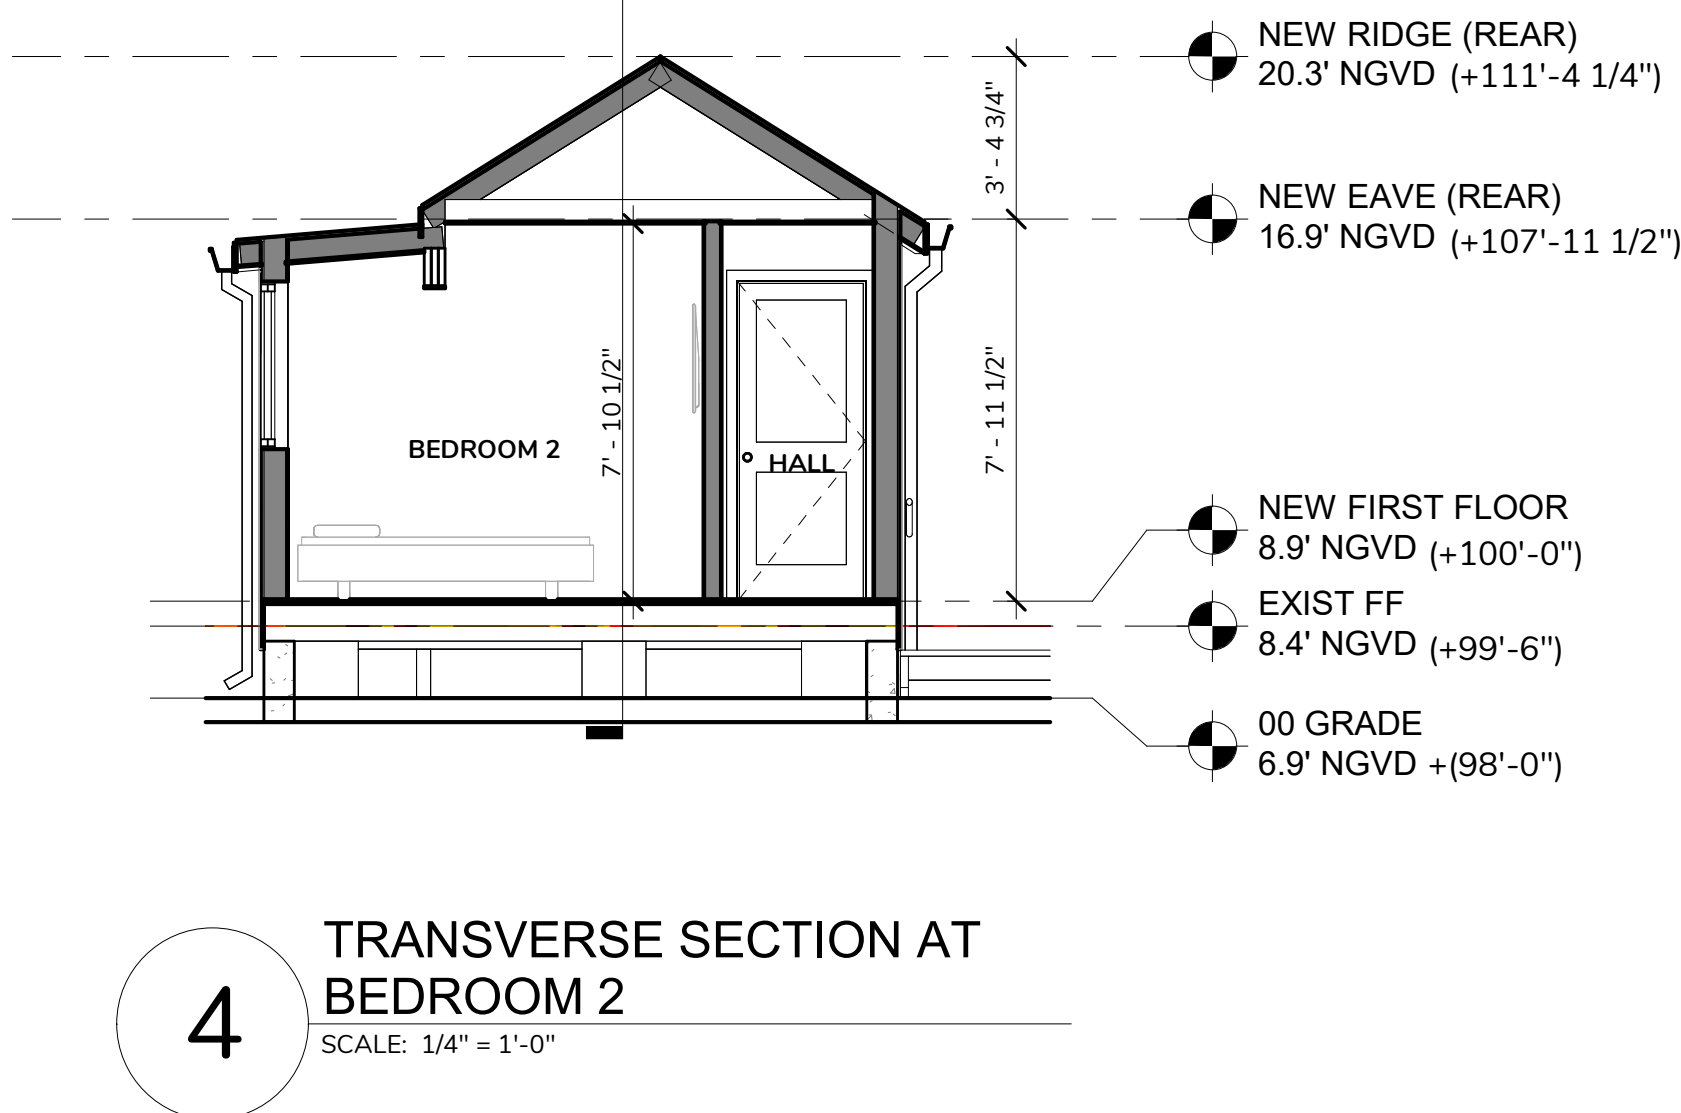 NEW RIDGE (REAR)
20.3' NGVD (+111'-4 1/4")
3' - 4 3/4"
NEW EAVE (REAR)
16.9' NGVD (+107'-11 1/2")
7' - 10 1/2"
7' - 11 1/2"
BEDROOM 2
HALL
NEW FIRST FLOOR
8.9' NGVD (+100'-0")
EXIST FF
8.4' NGVD (+99'-6")
00 GRADE
6.9' NGVD +(98'-0")
4
TRANSVERSE SECTION AT
BEDROOM 2
SCALE: 1/4" = 1'-0"